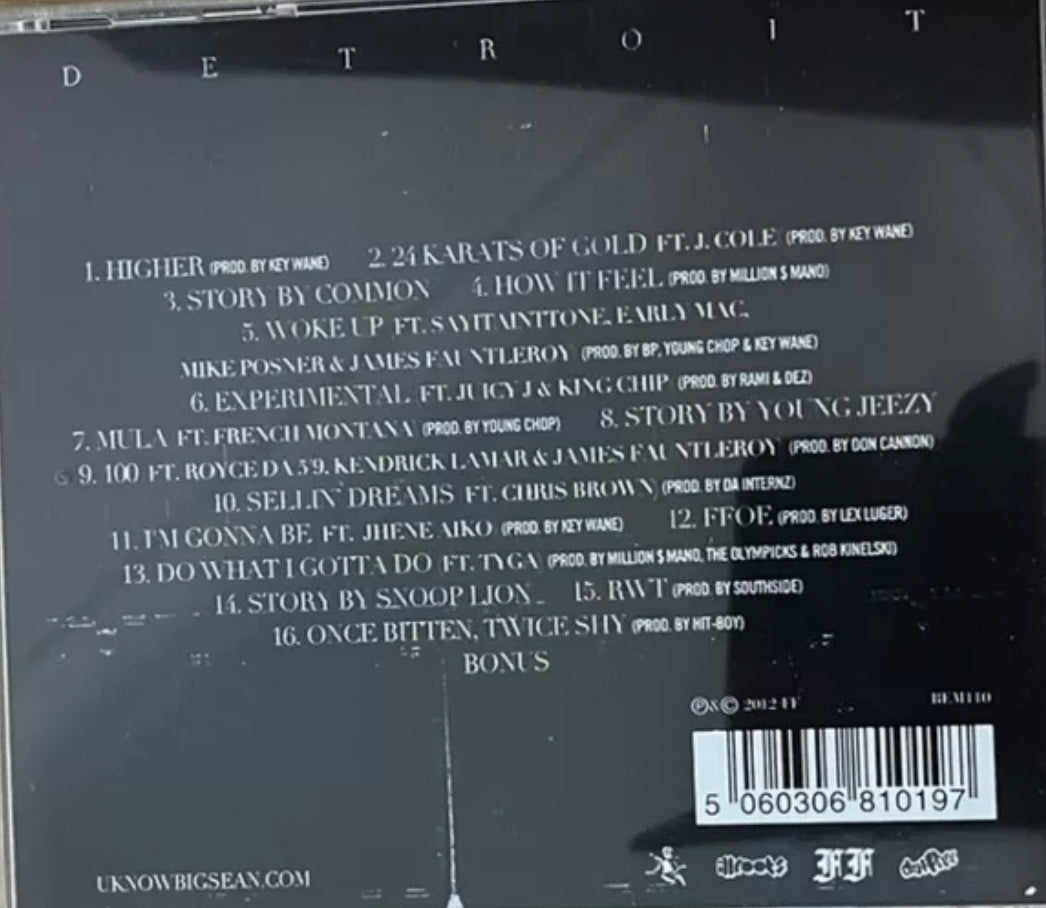 DETROIT
1. HIGHER (PROD. BY KEY WANE) 2. 24 KARATS OF GOLD FT. J. COLE (PROD. BY KEY WANE)
3. STORY BY COMMON 4. HOW IT FEEL (PROD. BY MILLION $ MANO)
5. WOKE UP FT. SAYITAINTTONE, EARLY MAC,
MIKE POSNER & JAMES FAUNTLEROY (PROD. BY BP, YOUNG CHOP & KEY WANE)
6. EXPERIMENTAL FT. JUICY J & KING CHIP (PROD. BY RAMI & DEZ)
7. MULA FT. FRENCH MONTANA (PROD. BY YOUNG CHOP) 8. STORY BY YOUNG JEEZY
9. 100 FT. ROYCE DA 5'9, KENDRICK LAMAR & JAMES FAUNTLEROY (PROD. BY DON CANNON)
10. SELLIN' DREAMS FT. CHRIS BROWN (PROD. BY DA INTERNZ)
11. I'M GONNA BE FT. JHENE AIKO (PROD. BY KEY WANE) 12. FFOE (PROD. BY LEX LUGER)
13. DO WHAT I GOTTA DO FT. TYGA (PROD. BY MILLION $ MANO, THE OLYMPICKS & ROB KINELSKI)
14. STORY BY SNOOP LION 15. RWT (PROD. BY SOUTHSIDE)
16. ONCE BITTEN, TWICE SHY (PROD. BY HIT-BOY)
BONUS
℗&© 2012 FF BEM110
5 060306 810197
UKNOWBIGSEAN.COM
allroots FF